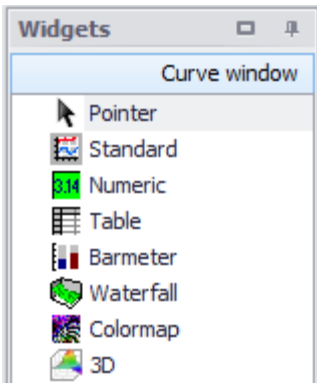 Widgets
Curve window
Pointer
Standard
3.14 Numeric
Table
Barmeter
Waterfall
Colormap
3D